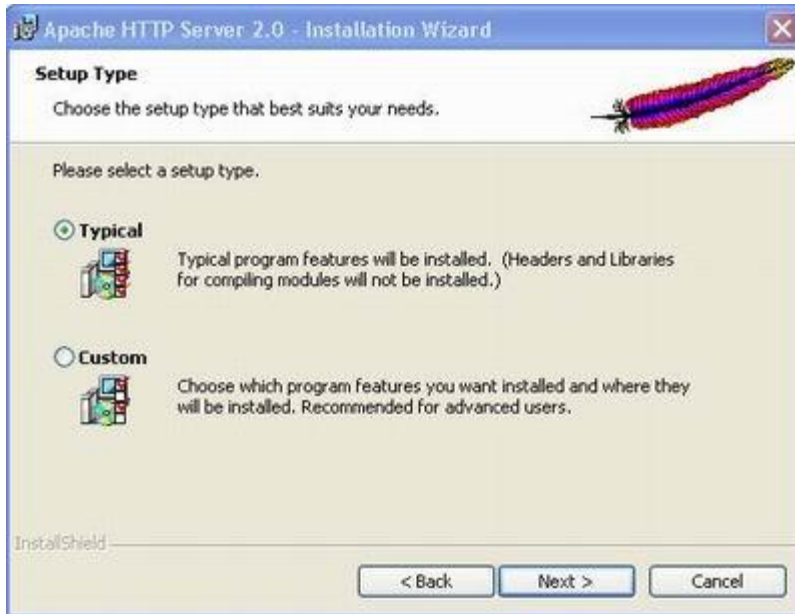 Apache HTTP Server 2.0 - Installation Wizard
Setup Type
Choose the setup type that best suits your needs.
Please select a setup type.
Typical
Typical program features will be installed. (Headers and Libraries
for compiling modules will not be installed.)
Custom
Choose which program features you want installed and where they
will be installed. Recommended for advanced users.
InstallShield
< Back
Next >
Cancel